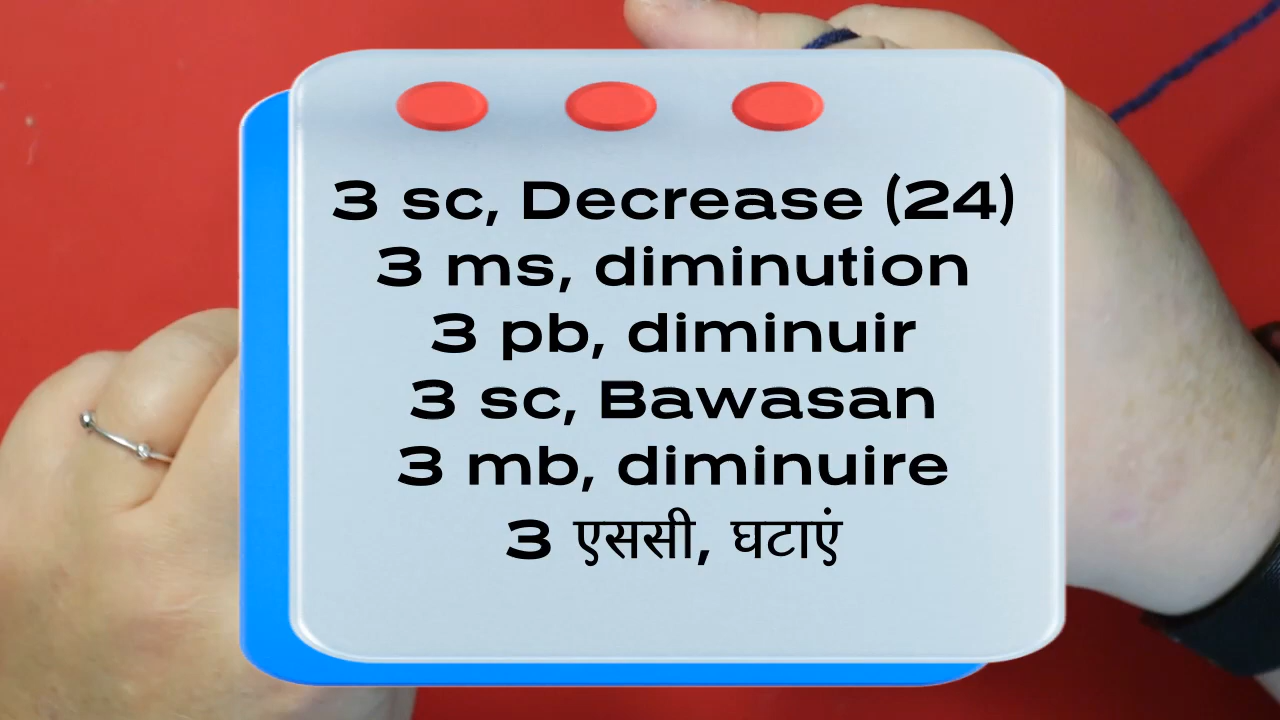 3 sc, Decrease (24)
3 ms, diminution
3 pb, diminuir
3 sc, Bawasan
3 mb, diminuire
3 एससी, घटाएं